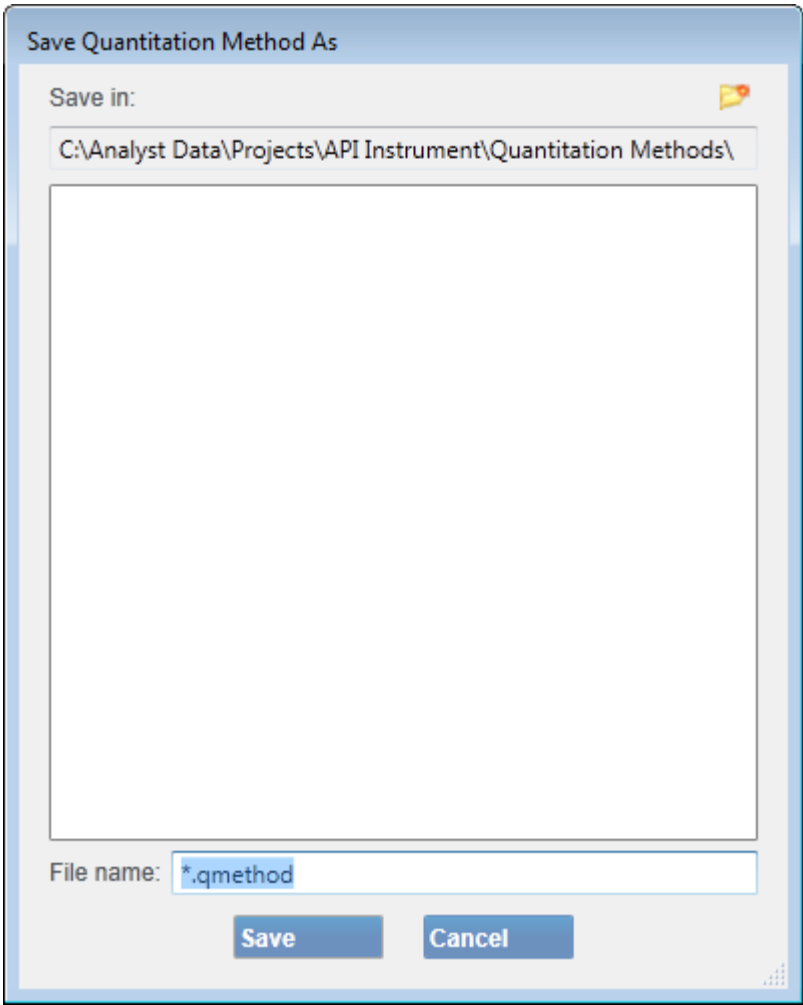 Save Quantitation Method As
Save in:
C:\Analyst Data\Projects\API Instrument\Quantitation Methods\
File name: *.qmethod
Save Cancel